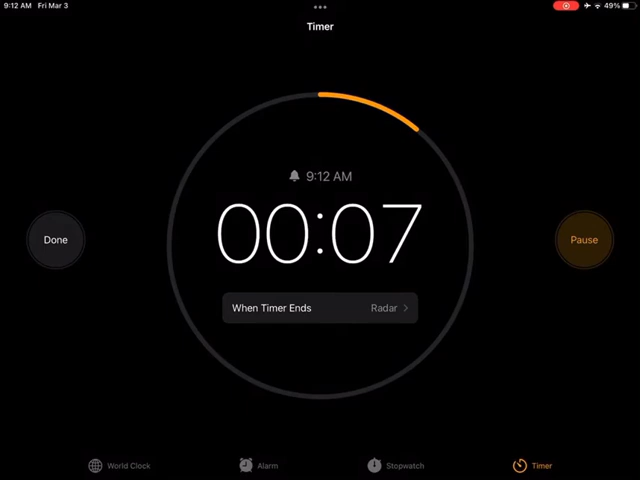 9:12 AM Fri Mar 3
49%
Timer
9:12 AM
00:07
Done
Pause
When Timer Ends Radar
World Clock Alarm Stopwatch Timer